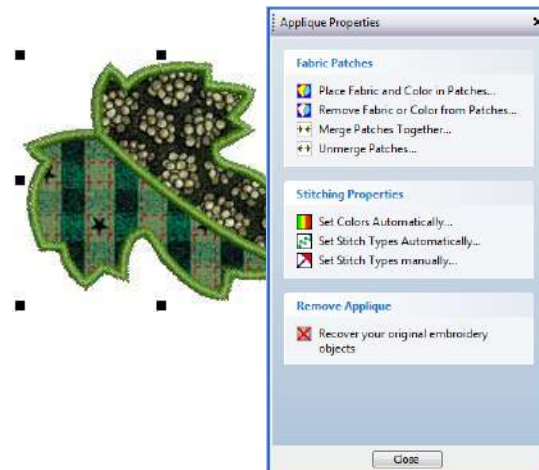 Applique Properties
Fabric Patches
Place Fabric and Color in Patches...
Remove Fabric or Color from Patches...
Merge Patches Together...
Unmerge Patches...
Stitching Properties
Set Colors Automatically...
Set Stitch Types Automatically...
Set Stitch Types manually...
Remove Applique
Recover your original embroidery
objects
Close